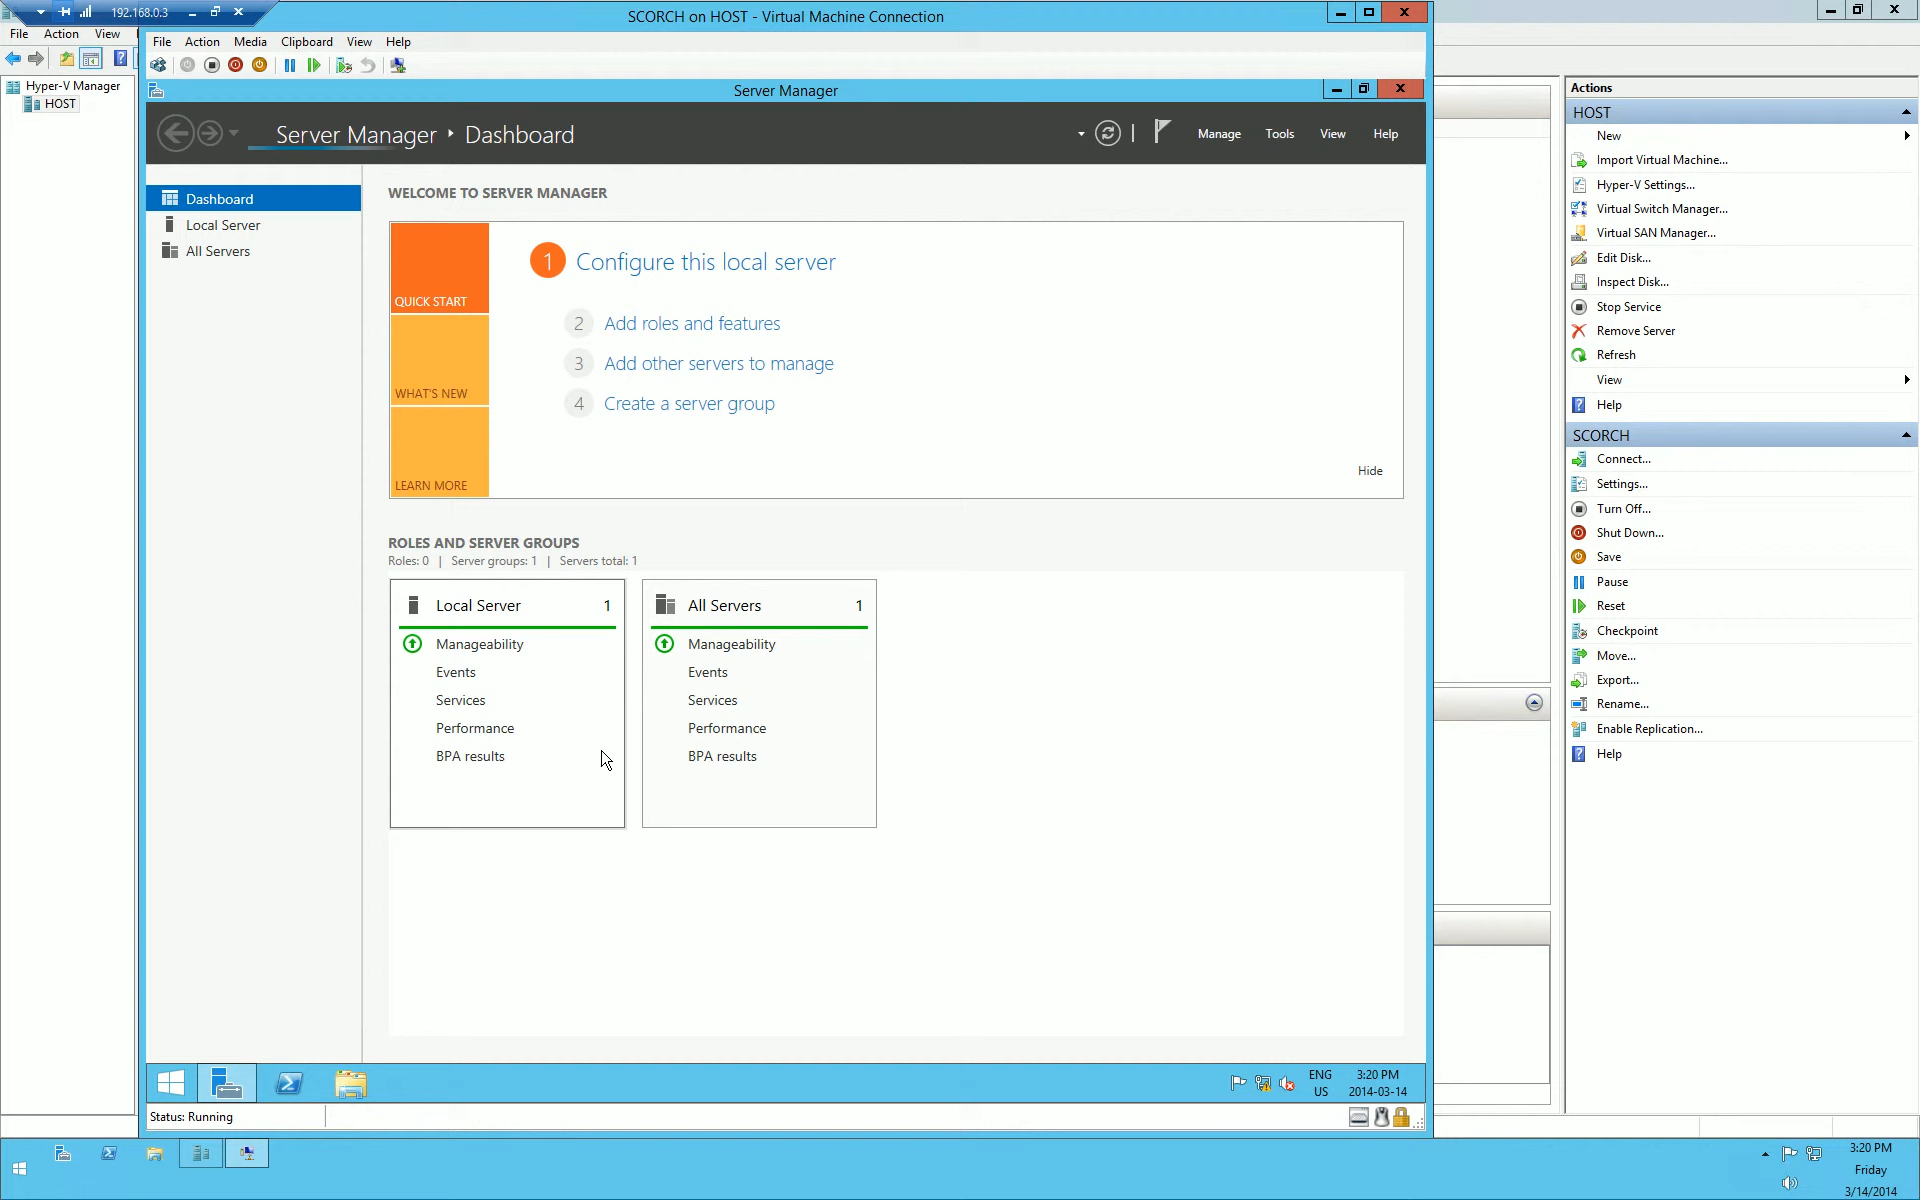 192.168.0.3
File Action View
Hyper-V Manager
HOST
SCORCH on HOST - Virtual Machine Connection
File Action Media Clipboard View Help
Server Manager
Server Manager Dashboard
Manage Tools View Help
Dashboard
Local Server
All Servers
WELCOME TO SERVER MANAGER
QUICK START
WHAT'S NEW
LEARN MORE
1 Configure this local server
2 Add roles and features
3 Add other servers to manage
4 Create a server group
Hide
ROLES AND SERVER GROUPS
Roles: 0 | Server groups: 1 | Servers total: 1
Local Server 1
Manageability
Events
Services
Performance
BPA results
All Servers 1
Manageability
Events
Services
Performance
BPA results
ENG
US
3:20 PM
2014-03-14
Status: Running
Actions
HOST
New
Import Virtual Machine...
Hyper-V Settings...
Virtual Switch Manager...
Virtual SAN Manager...
Edit Disk...
Inspect Disk...
Stop Service
Remove Server
Refresh
View
Help
SCORCH
Connect...
Settings...
Turn Off...
Shut Down...
Save
Pause
Reset
Checkpoint
Move...
Export...
Rename...
Enable Replication...
Help
3:20 PM
Friday
3/14/2014